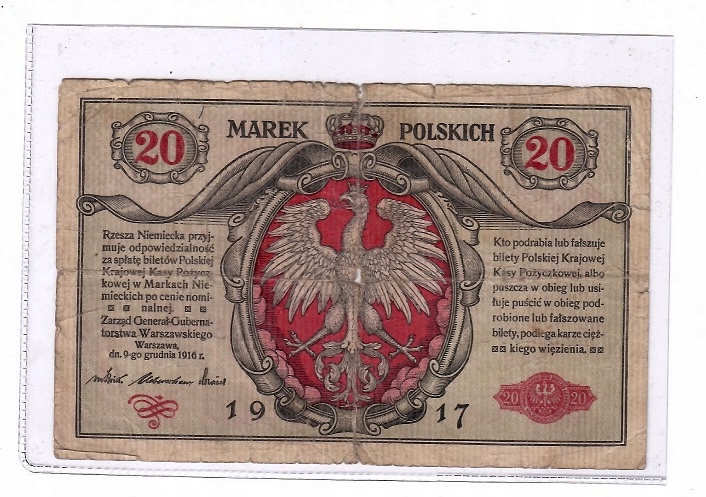 20
MAREK POLSKICH
20
Rzesza Niemiecka przyj-
muje odpowiedzialność
za spłatę biletów Polskiej
Krajowej Kasy Pożycz-
kowej w Markach Nie-
mieckich po cenie nomi-
nalnej.
Zarząd Generał-Guberna-
torstwa Warszawskiego
Warszawa,
dn. 9-go grudnia 1916 r.
Kto podrabia lub fałszuje
bilety Polskiej Krajowej
Kasy Pożyczkowej, albo
puszcza w obieg lub usi-
łuje puścić w obieg pod-
robione lub fałszowane
bilety, podlega karze cięż-
kiego więzienia.
1917
20 20